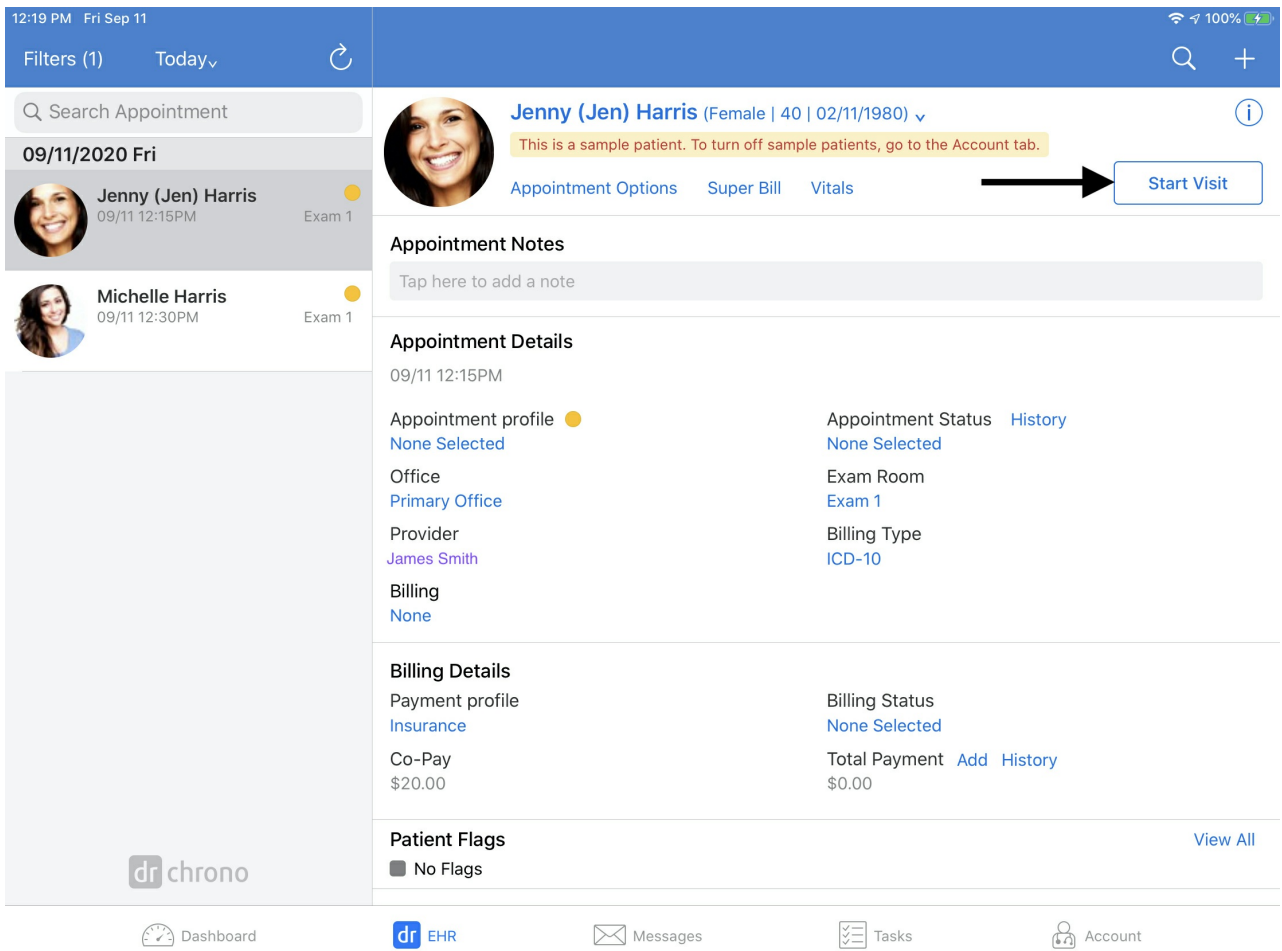 12:19 PM Fri Sep 11
100%
Filters (1) Today
Search Appointment
09/11/2020 Fri
Jenny (Jen) Harris
09/11 12:15PM Exam 1
Michelle Harris
09/11 12:30PM Exam 1
dr chrono
Jenny (Jen) Harris (Female | 40 | 02/11/1980)
This is a sample patient. To turn off sample patients, go to the Account tab.
Appointment Options Super Bill Vitals
Start Visit
Appointment Notes
Tap here to add a note
Appointment Details
09/11 12:15PM
Appointment profile
None Selected
Appointment Status History
None Selected
Office
Primary Office
Exam Room
Exam 1
Provider
James Smith
Billing Type
ICD-10
Billing
None
Billing Details
Payment profile
Insurance
Billing Status
None Selected
Co-Pay
$20.00
Total Payment Add History
$0.00
Patient Flags View All
No Flags
Dashboard dr EHR Messages Tasks Account